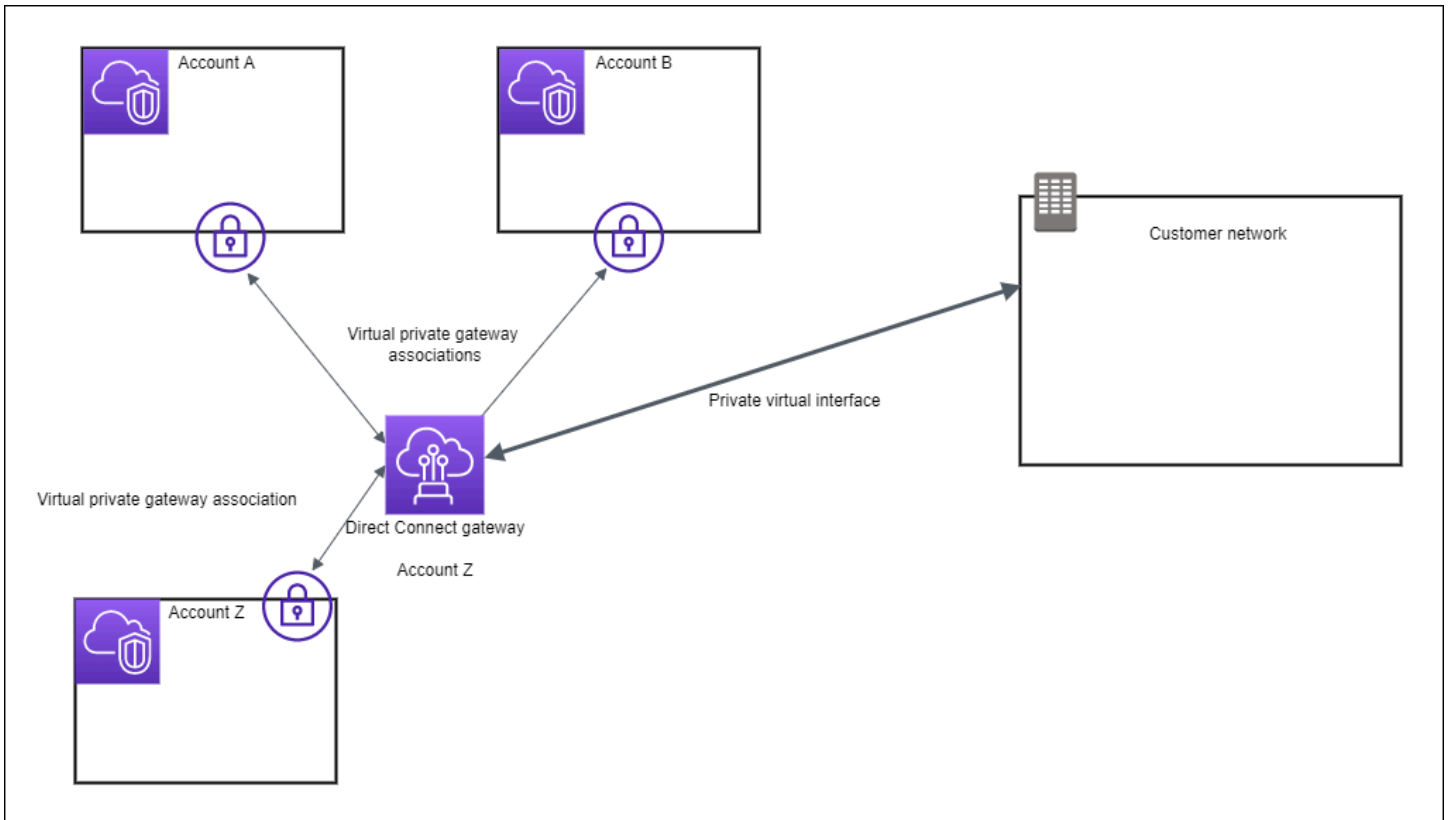 Account A
Account B
Customer network
Virtual private gateway
associations
Private virtual interface
Virtual private gateway association
Direct Connect gateway
Account Z
Account Z